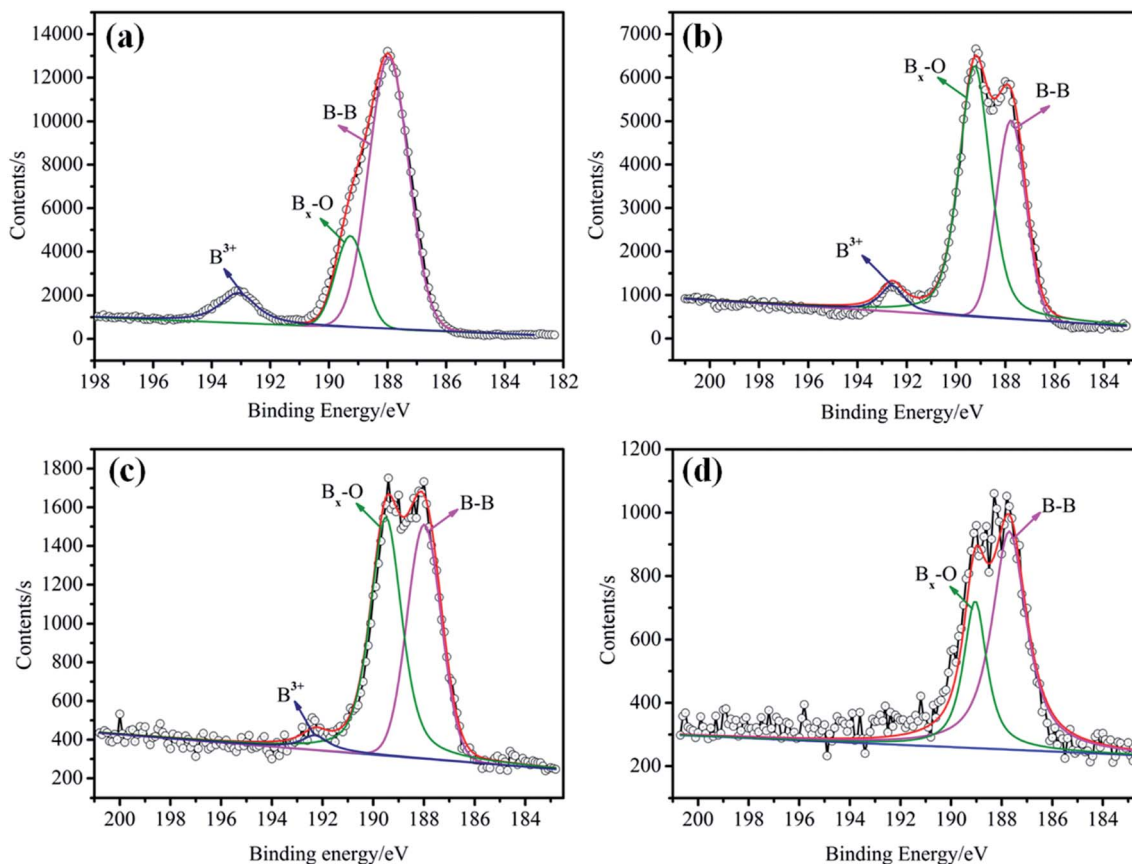 (a)
14000
12000
10000
8000
6000
4000
2000
0
Contents/s
B-B
Bₓ-O
B³⁺
198 196 194 192 190 188 186 184 182
Binding Energy/eV
(b)
7000
6000
5000
4000
3000
2000
1000
0
Contents/s
Bₓ-O
B-B
B³⁺
200 198 196 194 192 190 188 186 184
Binding Energy/eV
(c)
1800
1600
1400
1200
1000
800
600
400
200
Contents/s
Bₓ-O
B-B
B³⁺
200 198 196 194 192 190 188 186 184
Binding energy/eV
(d)
1200
1000
800
600
400
200
Contents/s
B-B
Bₓ-O
200 198 196 194 192 190 188 186 184
Binding Energy/eV